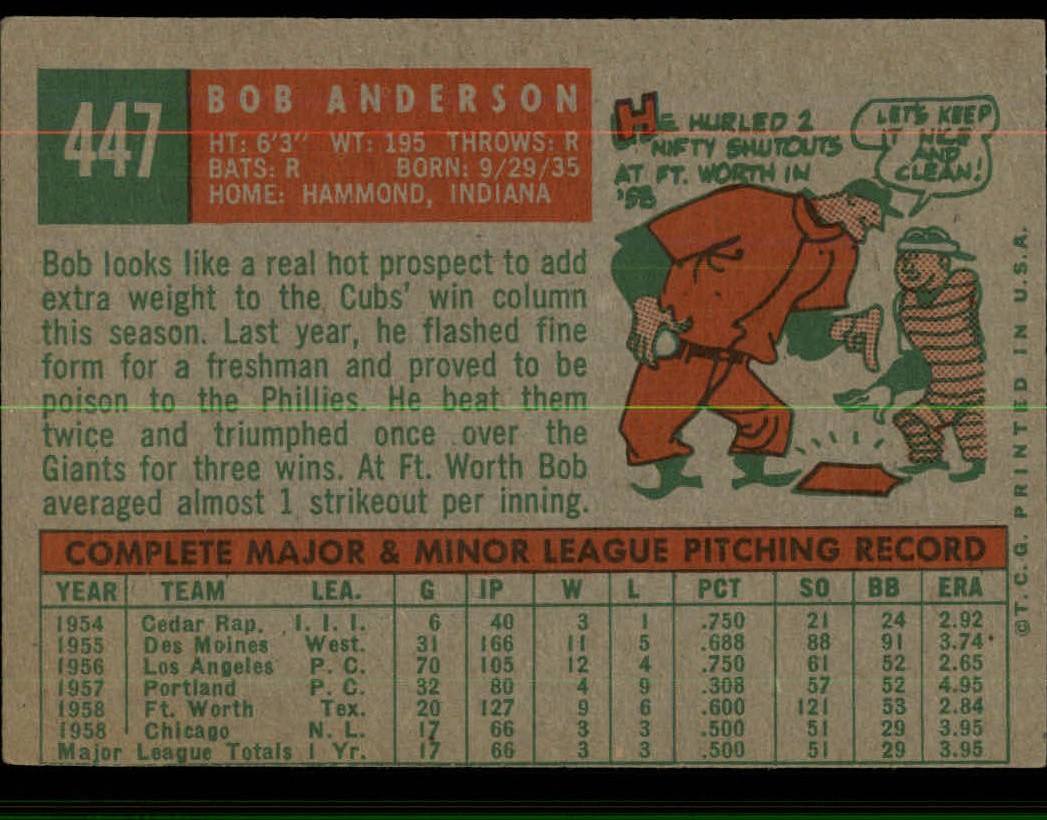 447
BOB ANDERSON
HT: 6'3" WT: 195 THROWS: R
BATS: R BORN: 9/29/35
HOME: HAMMOND, INDIANA
HE HURLED 2
NIFTY SHUTOUTS
AT FT. WORTH IN
'58
LET'S KEEP
IT NICE
AND
CLEAN!
Bob looks like a real hot prospect to add
extra weight to the Cubs' win column
this season. Last year, he flashed fine
form for a freshman and proved to be
poison to the Phillies. He beat them
twice and triumphed once over the
Giants for three wins. At Ft. Worth Bob
averaged almost 1 strikeout per inning.
©T.C.G. PRINTED IN U.S.A.
COMPLETE MAJOR & MINOR LEAGUE PITCHING RECORD
YEAR TEAM LEA. G IP W L PCT SO BB ERA
1954 Cedar Rap. I. I. I. 6 40 3 1 .750 21 24 2.92
1955 Des Moines West. 31 166 11 5 .688 88 91 3.74
1956 Los Angeles P. C. 70 105 12 4 .750 61 52 2.65
1957 Portland P. C. 32 80 4 9 .308 57 52 4.95
1958 Ft. Worth Tex. 20 127 9 6 .600 121 53 2.84
1958 Chicago N. L. 17 66 3 3 .500 51 29 3.95
Major League Totals 1 Yr. 17 66 3 3 .500 51 29 3.95